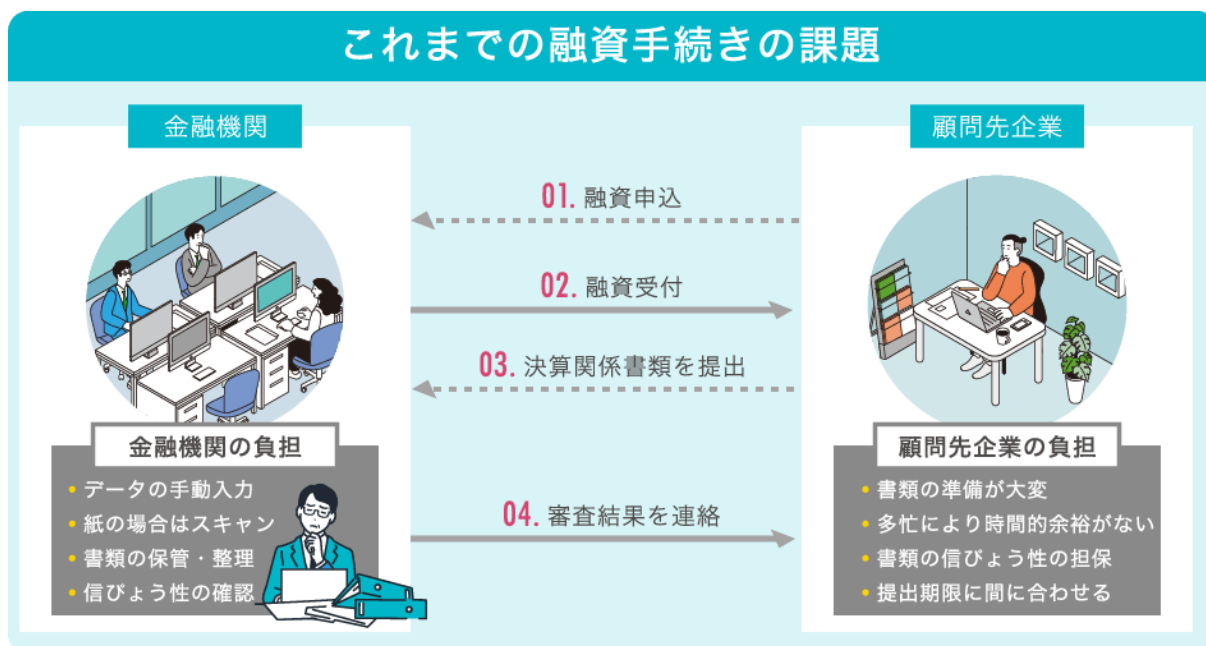 これまでの融資手続きの課題
金融機関
顧問先企業
01. 融資申込
02. 融資受付
03. 決算関係書類を提出
04. 審査結果を連絡
金融機関の負担
• データの手動入力
• 紙の場合はスキャン
• 書類の保管・整理
• 信ぴょう性の確認
顧問先企業の負担
• 書類の準備が大変
• 多忙により時間的余裕がない
• 書類の信ぴょう性の担保
• 提出期限に間に合わせる